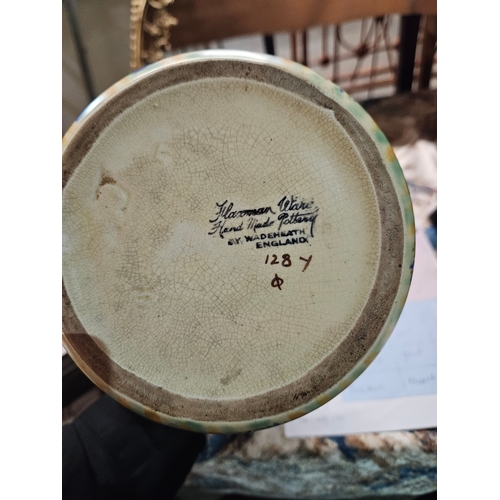 Flaxman Ware
Hand Made Pottery
BY WADEHEATH
ENGLAND
128 Y